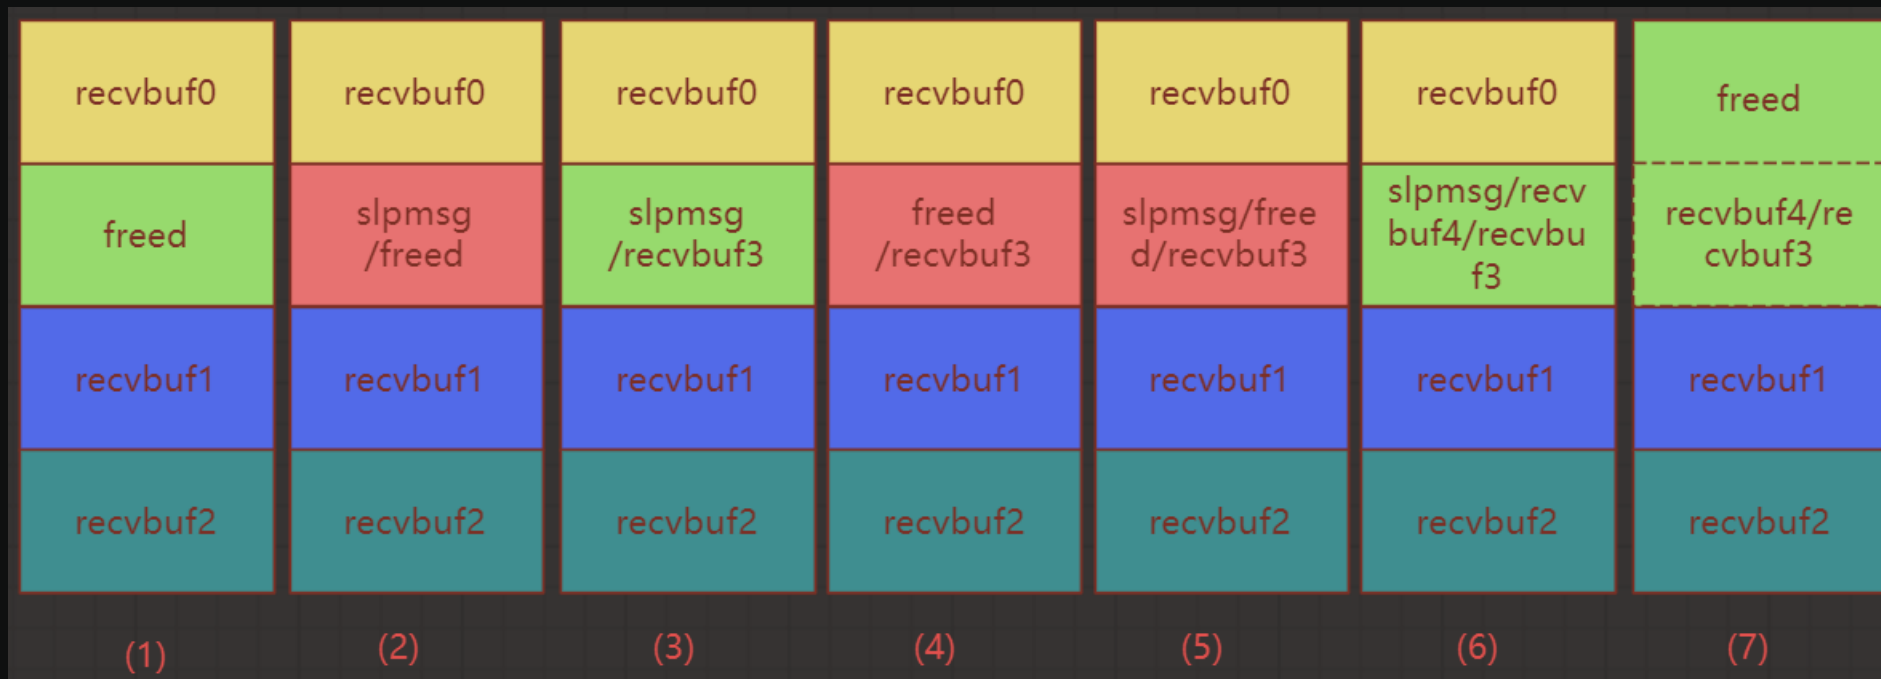 recvbuf0
freed
recvbuf1
recvbuf2
(1)
recvbuf0
slpmsg
/freed
recvbuf1
recvbuf2
(2)
recvbuf0
slpmsg
/recvbuf3
recvbuf1
recvbuf2
(3)
recvbuf0
freed
/recvbuf3
recvbuf1
recvbuf2
(4)
recvbuf0
slpmsg/free
d/recvbuf3
recvbuf1
recvbuf2
(5)
recvbuf0
slpmsg/recv
buf4/recvbu
f3
recvbuf1
recvbuf2
(6)
freed
recvbuf4/re
cvbuf3
recvbuf1
recvbuf2
(7)